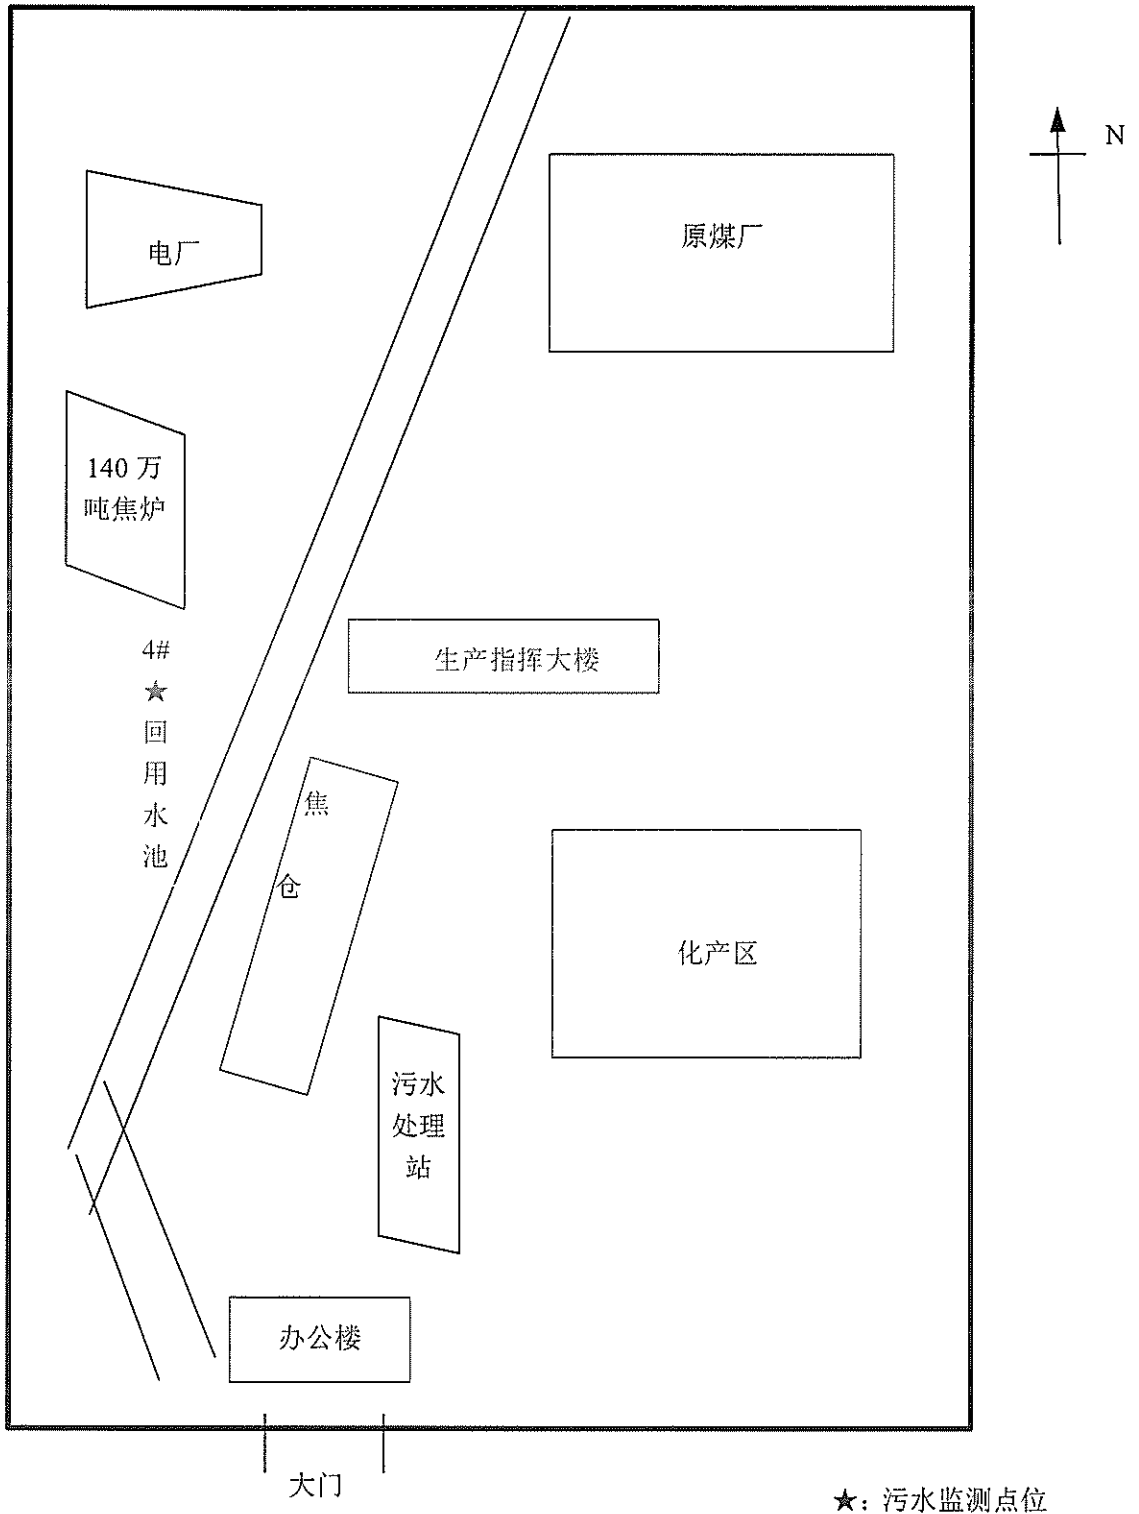 N
原煤厂
电厂
140 万
吨焦炉
4#
★
回
用
水
池
生产指挥大楼
焦
仓
化产区
污水
处理
站
办公楼
大门
★：污水监测点位